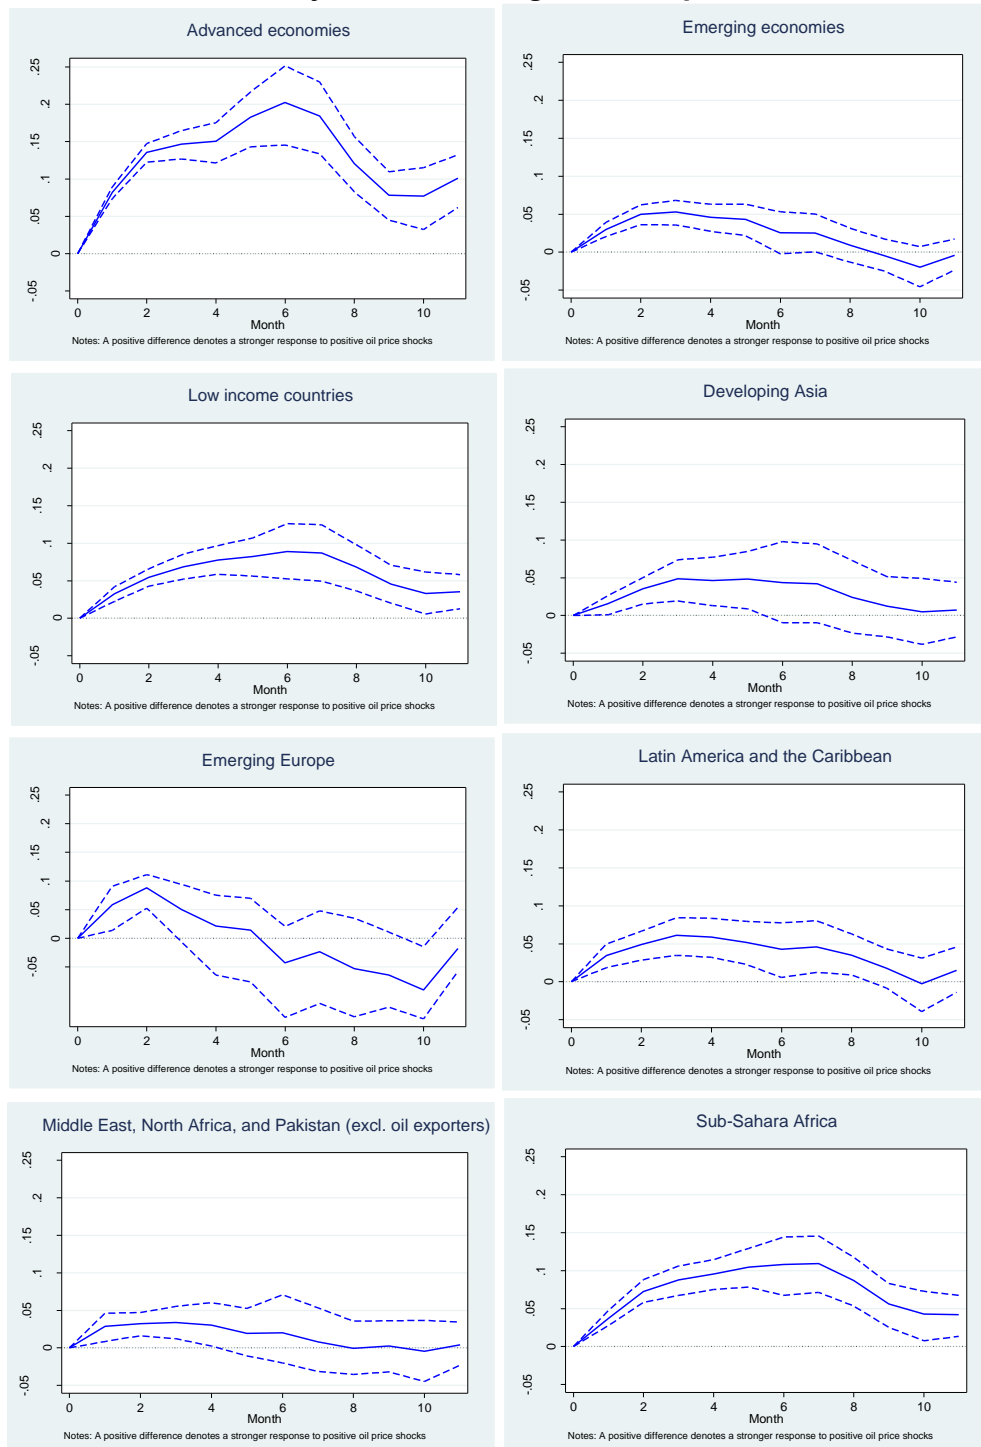 Advanced economies
.25
.2
.15
.1
.05
0
-.05
0 2 4 6 8 10
Month
Notes: A positive difference denotes a stronger response to positive oil price shocks
Emerging economies
.25
.2
.15
.1
.05
0
-.05
0 2 4 6 8 10
Month
Notes: A positive difference denotes a stronger response to positive oil price shocks
Low income countries
.25
.2
.15
.1
.05
0
-.05
0 2 4 6 8 10
Month
Notes: A positive difference denotes a stronger response to positive oil price shocks
Developing Asia
.25
.2
.15
.1
.05
0
-.05
0 2 4 6 8 10
Month
Notes: A positive difference denotes a stronger response to positive oil price shocks
Emerging Europe
.25
.2
.15
.1
.05
0
-.05
0 2 4 6 8 10
Month
Notes: A positive difference denotes a stronger response to positive oil price shocks
Latin America and the Caribbean
.25
.2
.15
.1
.05
0
-.05
0 2 4 6 8 10
Month
Notes: A positive difference denotes a stronger response to positive oil price shocks
Middle East, North Africa, and Pakistan (excl. oil exporters)
.25
.2
.15
.1
.05
0
-.05
0 2 4 6 8 10
Month
Notes: A positive difference denotes a stronger response to positive oil price shocks
Sub-Sahara Africa
.25
.2
.15
.1
.05
0
-.05
0 2 4 6 8 10
Month
Notes: A positive difference denotes a stronger response to positive oil price shocks